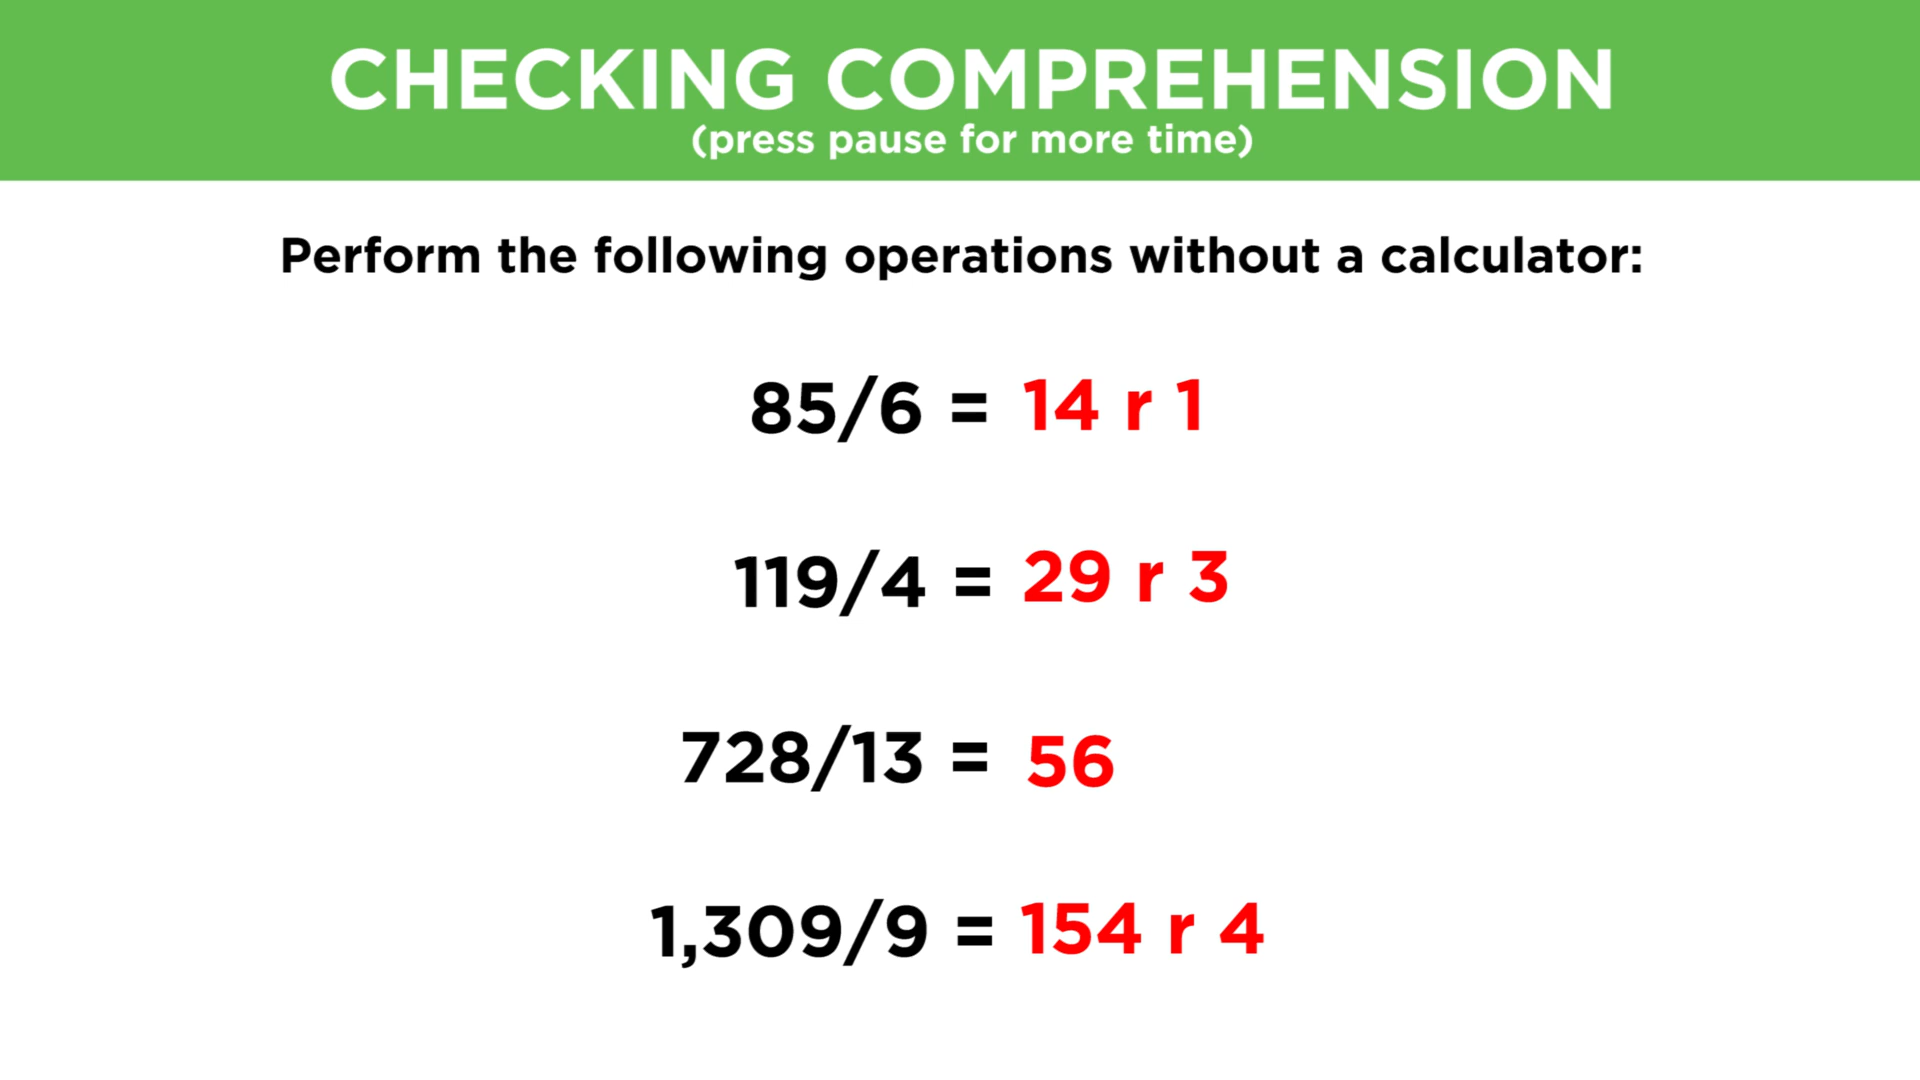 CHECKING COMPREHENSION
(press pause for more time)
Perform the following operations without a calculator:
85/6 = 14 r 1
119/4 = 29 r 3
728/13 = 56
1,309/9 = 154 r 4